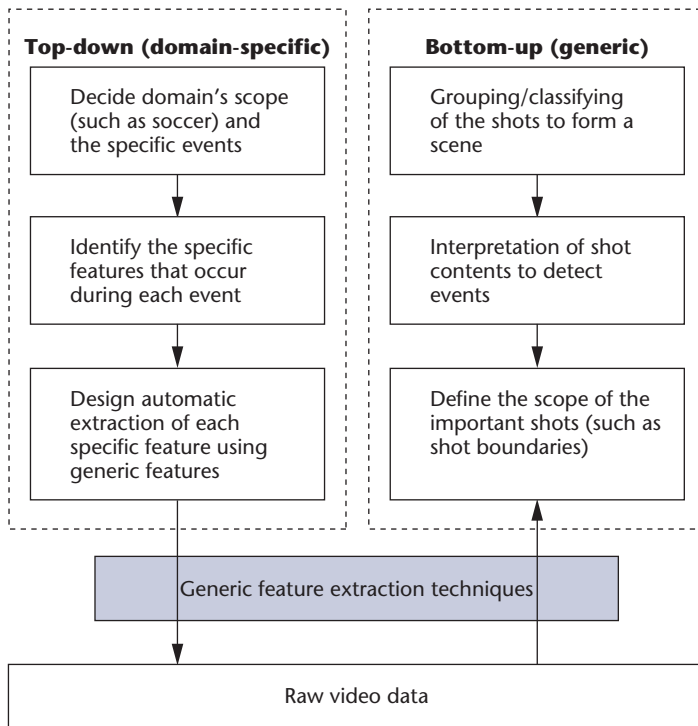 Top-down (domain-specific)
Decide domain's scope
(such as soccer) and
the specific events
Identify the specific
features that occur
during each event
Design automatic
extraction of each
specific feature using
generic features
Bottom-up (generic)
Grouping/classifying
of the shots to form a
scene
Interpretation of shot
contents to detect
events
Define the scope of the
important shots (such as
shot boundaries)
Generic feature extraction techniques
Raw video data